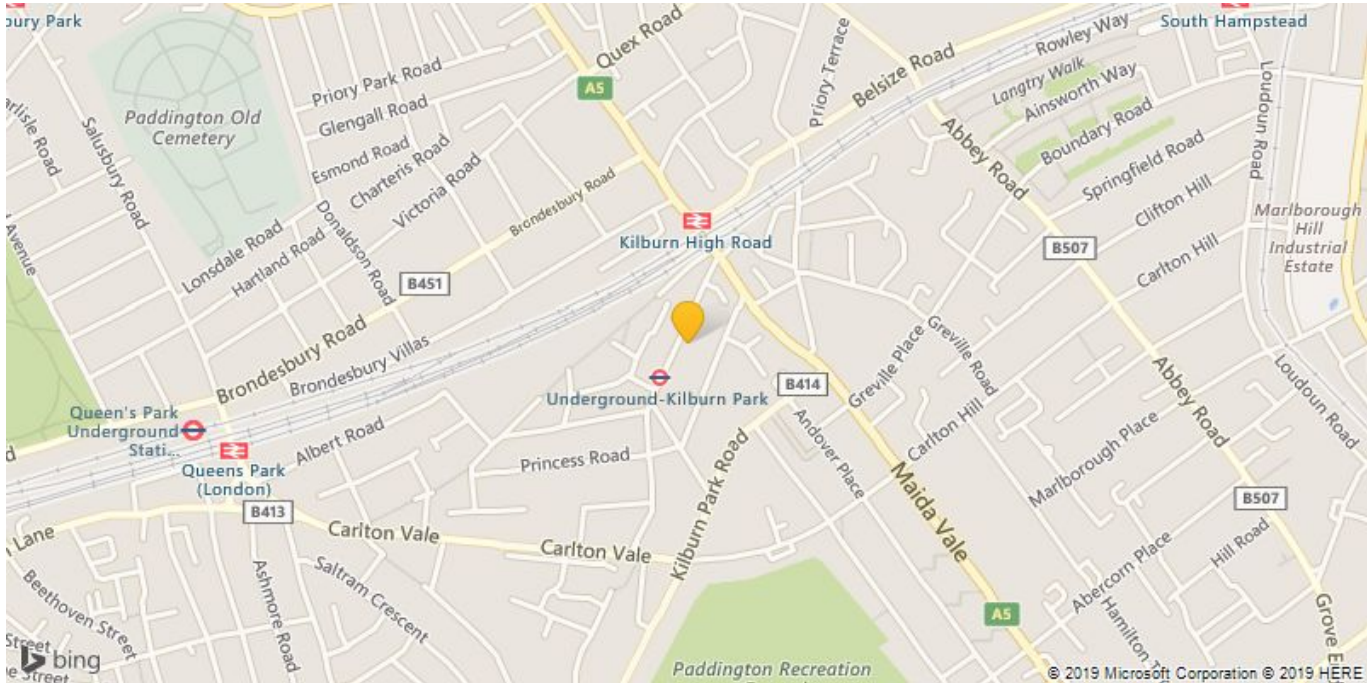 bury Park
South Hampstead
Quex Road
Rowley Way
Priory Terrace
Belsize Road
Langtry Walk
Ainsworth Way
Loudoun Road
Priory Park Road
A5
Paddington Old
Cemetery
Glengall Road
Abbey Road
Boundary Road
arlisle Road
Salusbury Road
Esmond Road
Charteris Road
Victoria Road
Brondesbury Road
Springfield Road
Clifton Hill
Marlborough
Hill
Industrial
Estate
Avenue
Lonsdale Road
Hartland Road
Donaldson Road
Kilburn High Road
B507
Carlton Hill
B451
Brondesbury Road
Brondesbury Villas
Greville Place
Greville Road
Abbey Road
Loudoun Road
Underground-Kilburn Park
B414
Queen's Park
Underground
Stati...
Queens Park
(London)
Albert Road
Princess Road
Andover Place
Carlton Hill
Marlborough Place
d
B413
Carlton Vale
Carlton Vale
Kilburn Park Road
Maida Vale
B507
Hill Road
Lane
Beethoven Street
Ashmore Road
Saltram Crescent
Abercorn Place
A5
Grove E
Street
e Street
bing
Paddington Recreation
© 2019 Microsoft Corporation © 2019 HERE